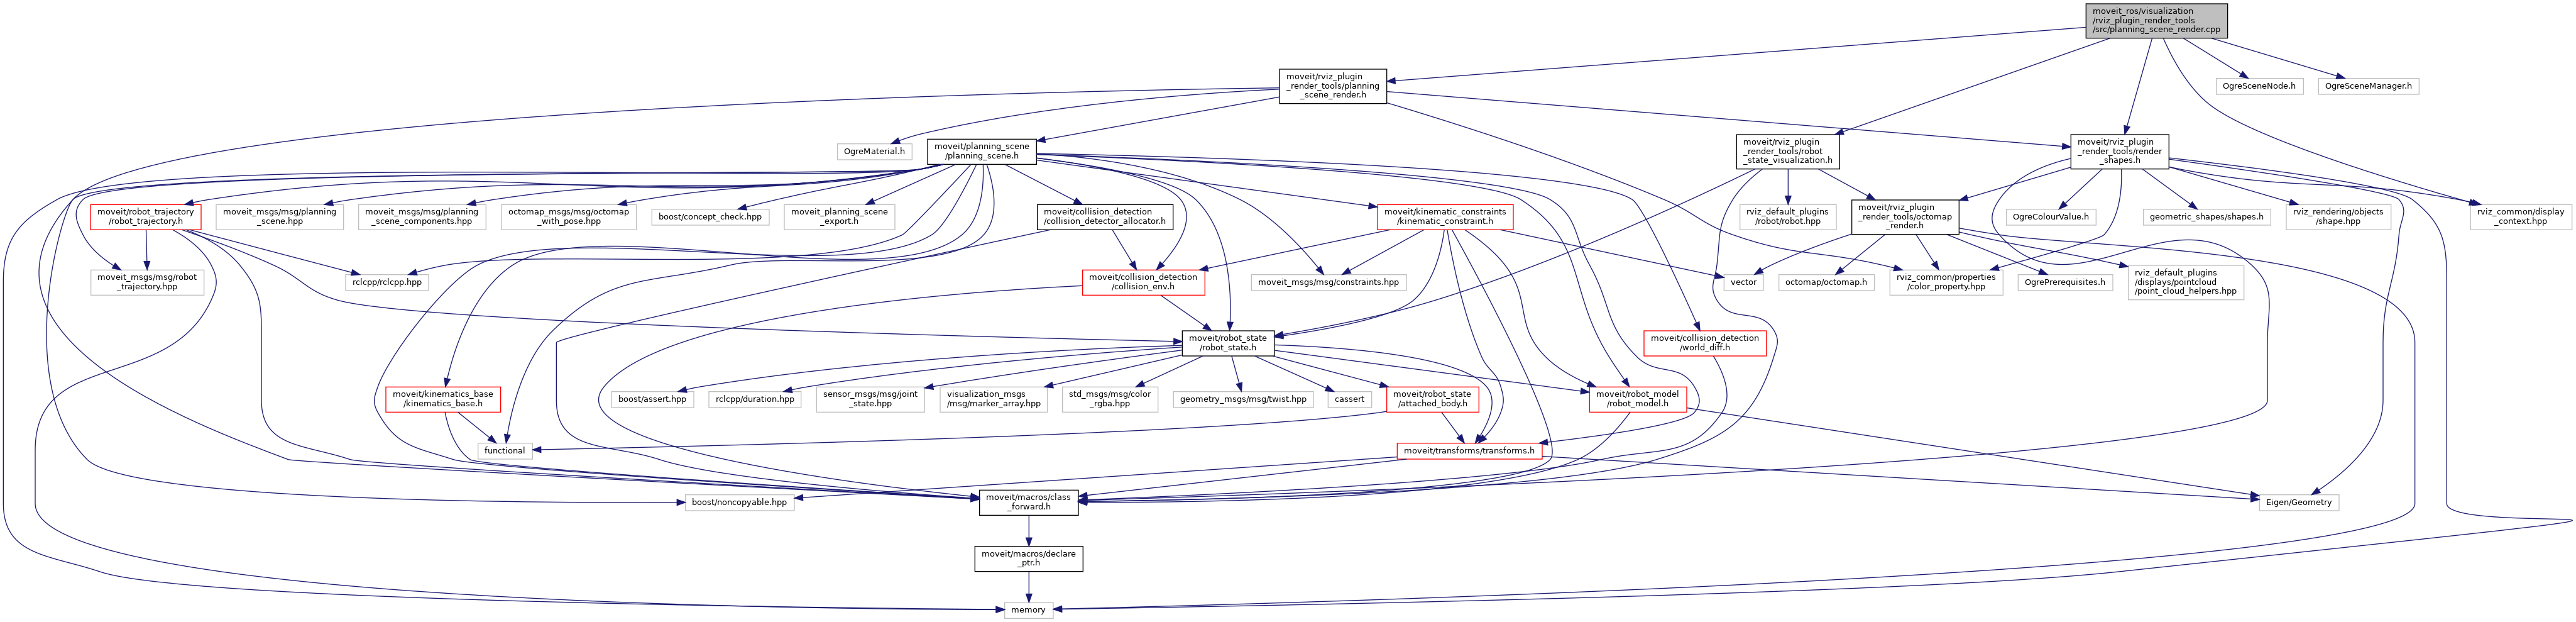 moveit_ros/visualization
/rviz_plugin_render_tools
/src/planning_scene_render.cpp
moveit/rviz_plugin
_render_tools/planning
_scene_render.h
OgreSceneNode.h
OgreSceneManager.h
OgreMaterial.h
moveit/planning_scene
/planning_scene.h
moveit/rviz_plugin
_render_tools/robot
_state_visualization.h
moveit/rviz_plugin
_render_tools/render
_shapes.h
moveit/robot_trajectory
/robot_trajectory.h
moveit_msgs/msg/planning
_scene.hpp
moveit_msgs/msg/planning
_scene_components.hpp
octomap_msgs/msg/octomap
_with_pose.hpp
boost/concept_check.hpp
moveit_planning_scene
_export.h
moveit/collision_detection
/collision_detector_allocator.h
moveit/kinematic_constraints
/kinematic_constraint.h
rviz_default_plugins
/robot/robot.hpp
moveit/rviz_plugin
_render_tools/octomap
_render.h
OgreColourValue.h
geometric_shapes/shapes.h
rviz_rendering/objects
/shape.hpp
rviz_common/display
_context.hpp
moveit_msgs/msg/robot
_trajectory.hpp
rclcpp/rclcpp.hpp
moveit/collision_detection
/collision_env.h
moveit_msgs/msg/constraints.hpp
vector
octomap/octomap.h
rviz_common/properties
/color_property.hpp
OgrePrerequisites.h
rviz_default_plugins
/displays/pointcloud
/point_cloud_helpers.hpp
moveit/robot_state
/robot_state.h
moveit/collision_detection
/world_diff.h
moveit/kinematics_base
/kinematics_base.h
boost/assert.hpp
rclcpp/duration.hpp
sensor_msgs/msg/joint
_state.hpp
visualization_msgs
/msg/marker_array.hpp
std_msgs/msg/color
_rgba.hpp
geometry_msgs/msg/twist.hpp
cassert
moveit/robot_state
/attached_body.h
moveit/robot_model
/robot_model.h
functional
moveit/transforms/transforms.h
boost/noncopyable.hpp
moveit/macros/class
_forward.h
Eigen/Geometry
moveit/macros/declare
_ptr.h
memory